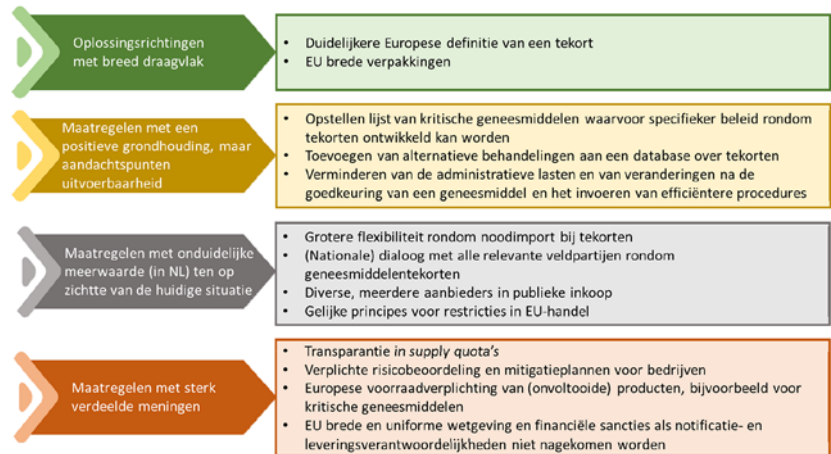 Oplossingsrichtingen
met breed draagvlak
• Duidelijkere Europese definitie van een tekort
• EU brede verpakkingen
Maatregelen met een
positieve grondhouding, maar
aandachtspunten
uitvoerbaarheid
• Opstellen lijst van kritische geneesmiddelen waarvoor specifieker beleid rondom
tekorten ontwikkeld kan worden
• Toevoegen van alternatieve behandelingen aan een database over tekorten
• Verminderen van de administratieve lasten en van veranderingen na de
goedkeuring van een geneesmiddel en het invoeren van efficiëntere procedures
Maatregelen met onduidelijke
meerwaarde (in NL) ten op
zichtte van de huidige situatie
• Grotere flexibiliteit rondom noodimport bij tekorten
• (Nationale) dialoog met alle relevante veldpartijen rondom
geneesmiddelentekorten
• Diverse, meerdere aanbieders in publieke inkoop
• Gelijke principes voor restricties in EU-handel
Maatregelen met sterk
verdeelde meningen
• Transparantie in supply quota's
• Verplichte risicobeoordeling en mitigatieplannen voor bedrijven
• Europese voorraadverplichting van (onvoltooide) producten, bijvoorbeeld voor
kritische geneesmiddelen
• EU brede en uniforme wetgeving en financiële sancties als notificatie- en
leveringsverantwoordelijkheden niet nagekomen worden